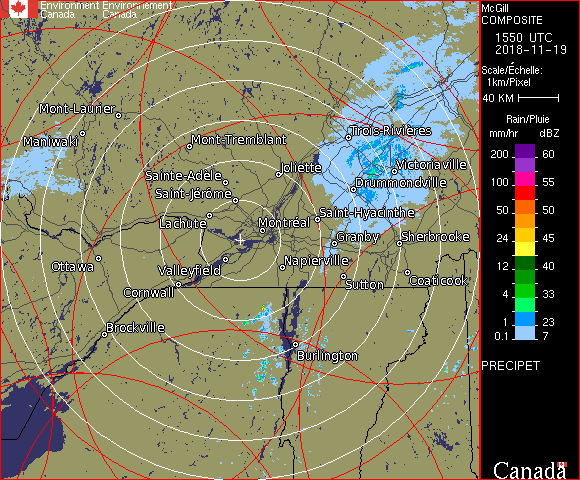 Environment Environnement
Canada Canada
McGill
COMPOSITE
1550 UTC
2018-11-19
Scale/Échelle:
1km/Pixel
40 KM
Rain/Pluie
mm/hr dBZ
200 60
100 55
50 50
24 45
12 40
4 33
1 23
0.1 7
PRECIPET
Canada
Mont-Laurier
Maniwaki
Mont-Tremblant
Trois-Rivières
Joliette
Victoriaville
Sainte-Adèle
Drummondville
Saint-Jérôme
Lachute
Montréal
Saint-Hyacinthe
Granby
Sherbrooke
Ottawa
Valleyfield
Napierville
Cornwall
Sutton
Coaticook
Brockville
Burlington